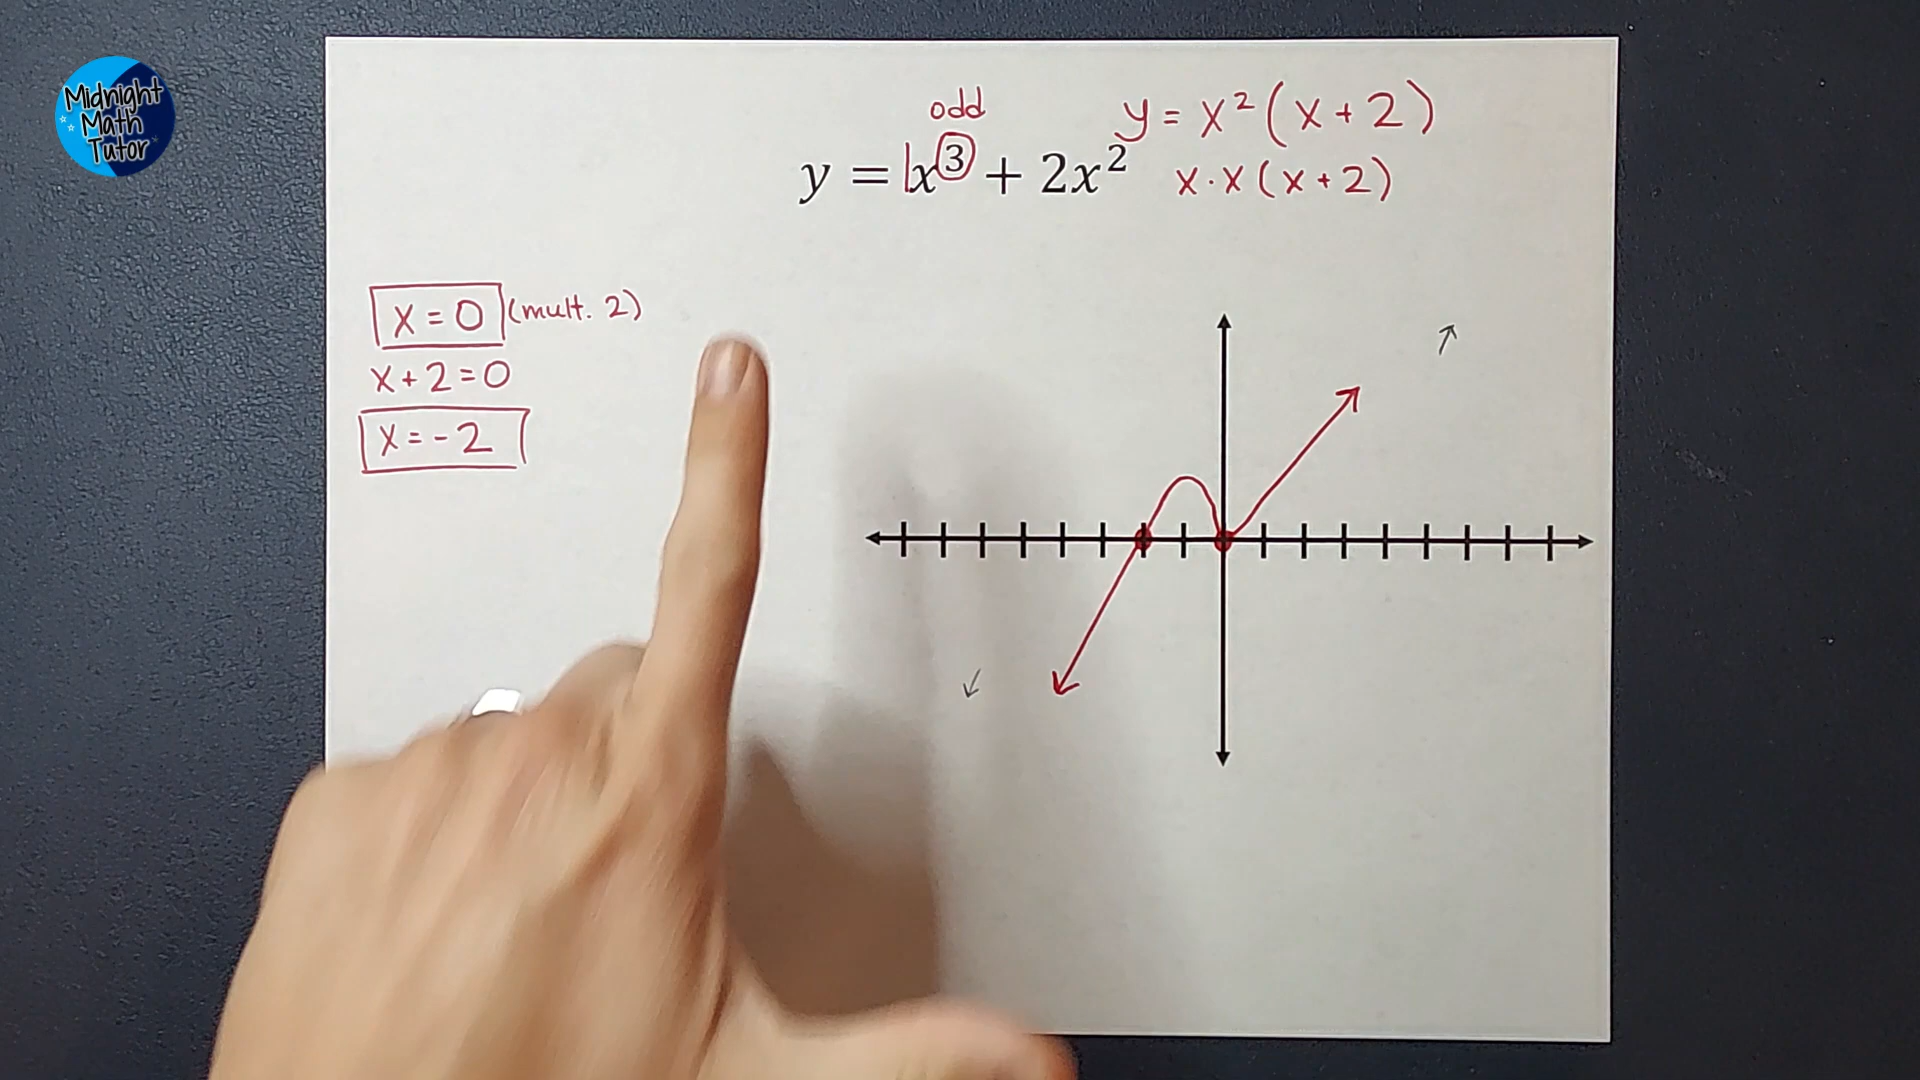 Midnight
Math
Tutor
odd
y = x² (x + 2)
y = 1x³ + 2x²
x · x (x + 2)
x = 0 (mult. 2)
x + 2 = 0
x = -2